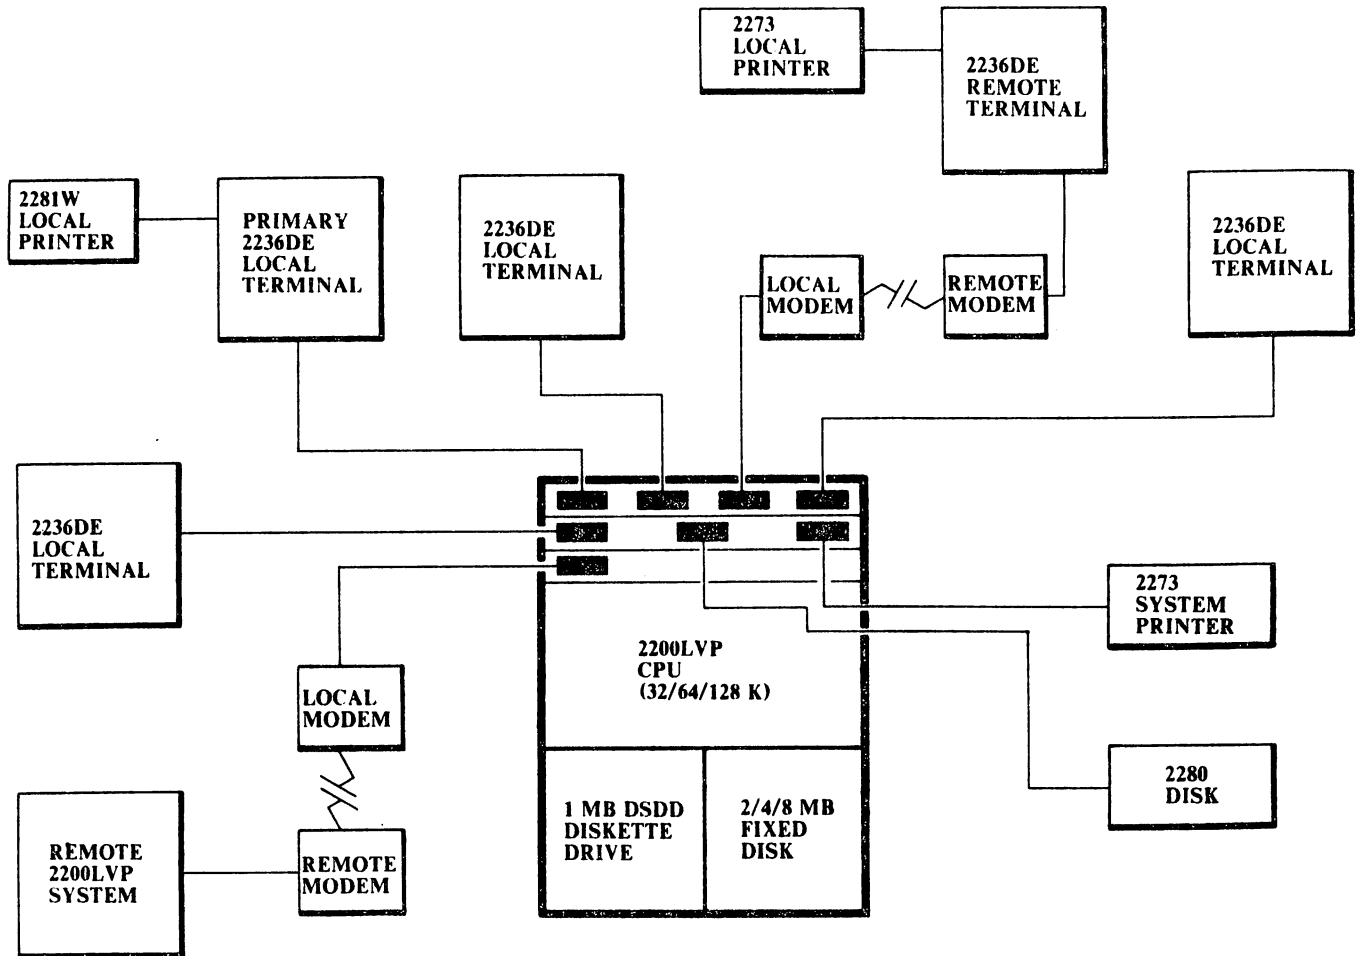 2273
LOCAL
PRINTER
2236DE
REMOTE
TERMINAL
2281W
LOCAL
PRINTER
PRIMARY
2236DE
LOCAL
TERMINAL
2236DE
LOCAL
TERMINAL
LOCAL
MODEM
REMOTE
MODEM
2236DE
LOCAL
TERMINAL
2236DE
LOCAL
TERMINAL
2273
SYSTEM
PRINTER
2200LVP
CPU
(32/64/128 K)
LOCAL
MODEM
2280
DISK
1 MB DSDD
DISKETTE
DRIVE
2/4/8 MB
FIXED
DISK
REMOTE
2200LVP
SYSTEM
REMOTE
MODEM